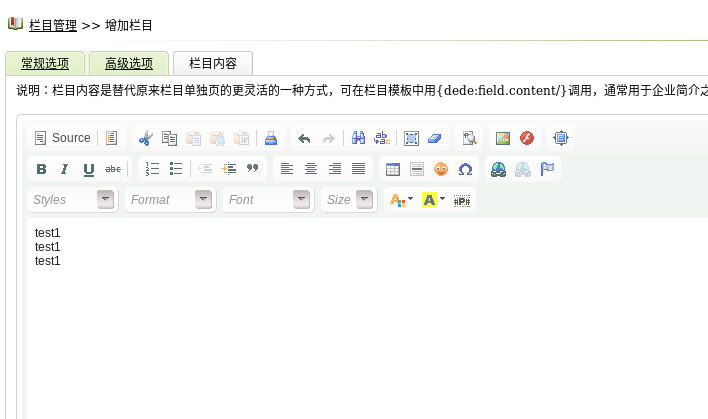 栏目管理 >> 增加栏目
常规选项 高级选项 栏目内容
说明：栏目内容是替代原来栏目单独页的更灵活的一种方式，可在栏目模板中用{dede:field.content/}调用，通常用于企业简介之
Source
B I U abc
Styles Format Font Size A A
test1
test1
test1